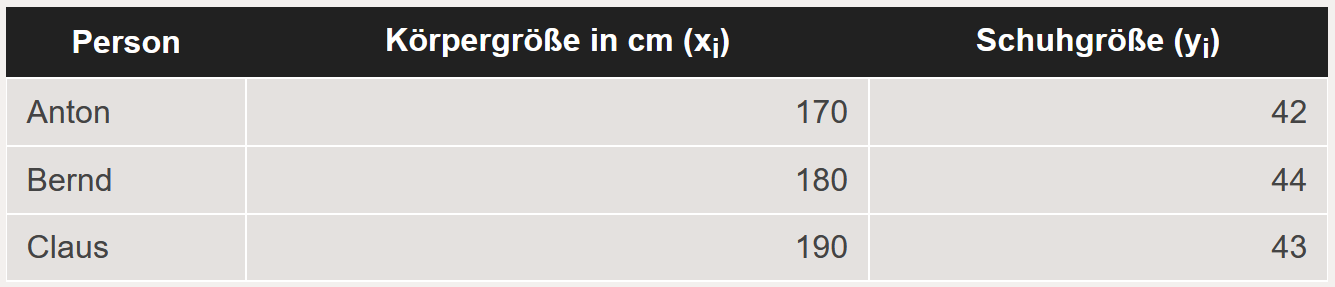 Person Körpergröße in cm (xi) Schuhgröße (yi)
Anton 170 42
Bernd 180 44
Claus 190 43